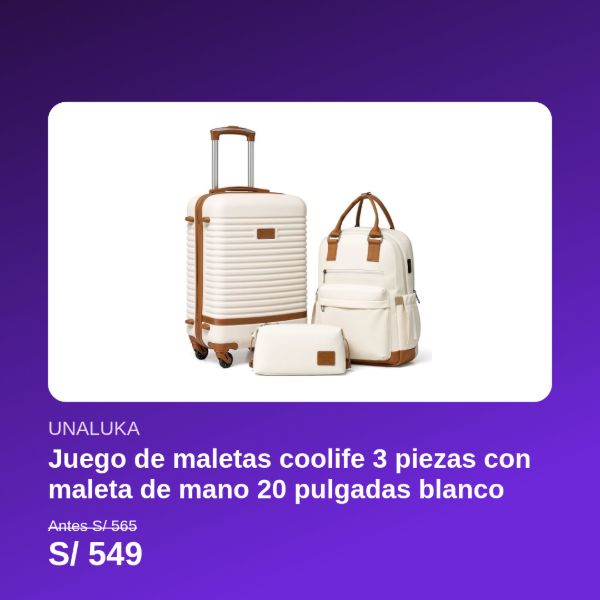 UNALUKA
Juego de maletas coolife 3 piezas con
maleta de mano 20 pulgadas blanco
Antes S/ 565
S/ 549